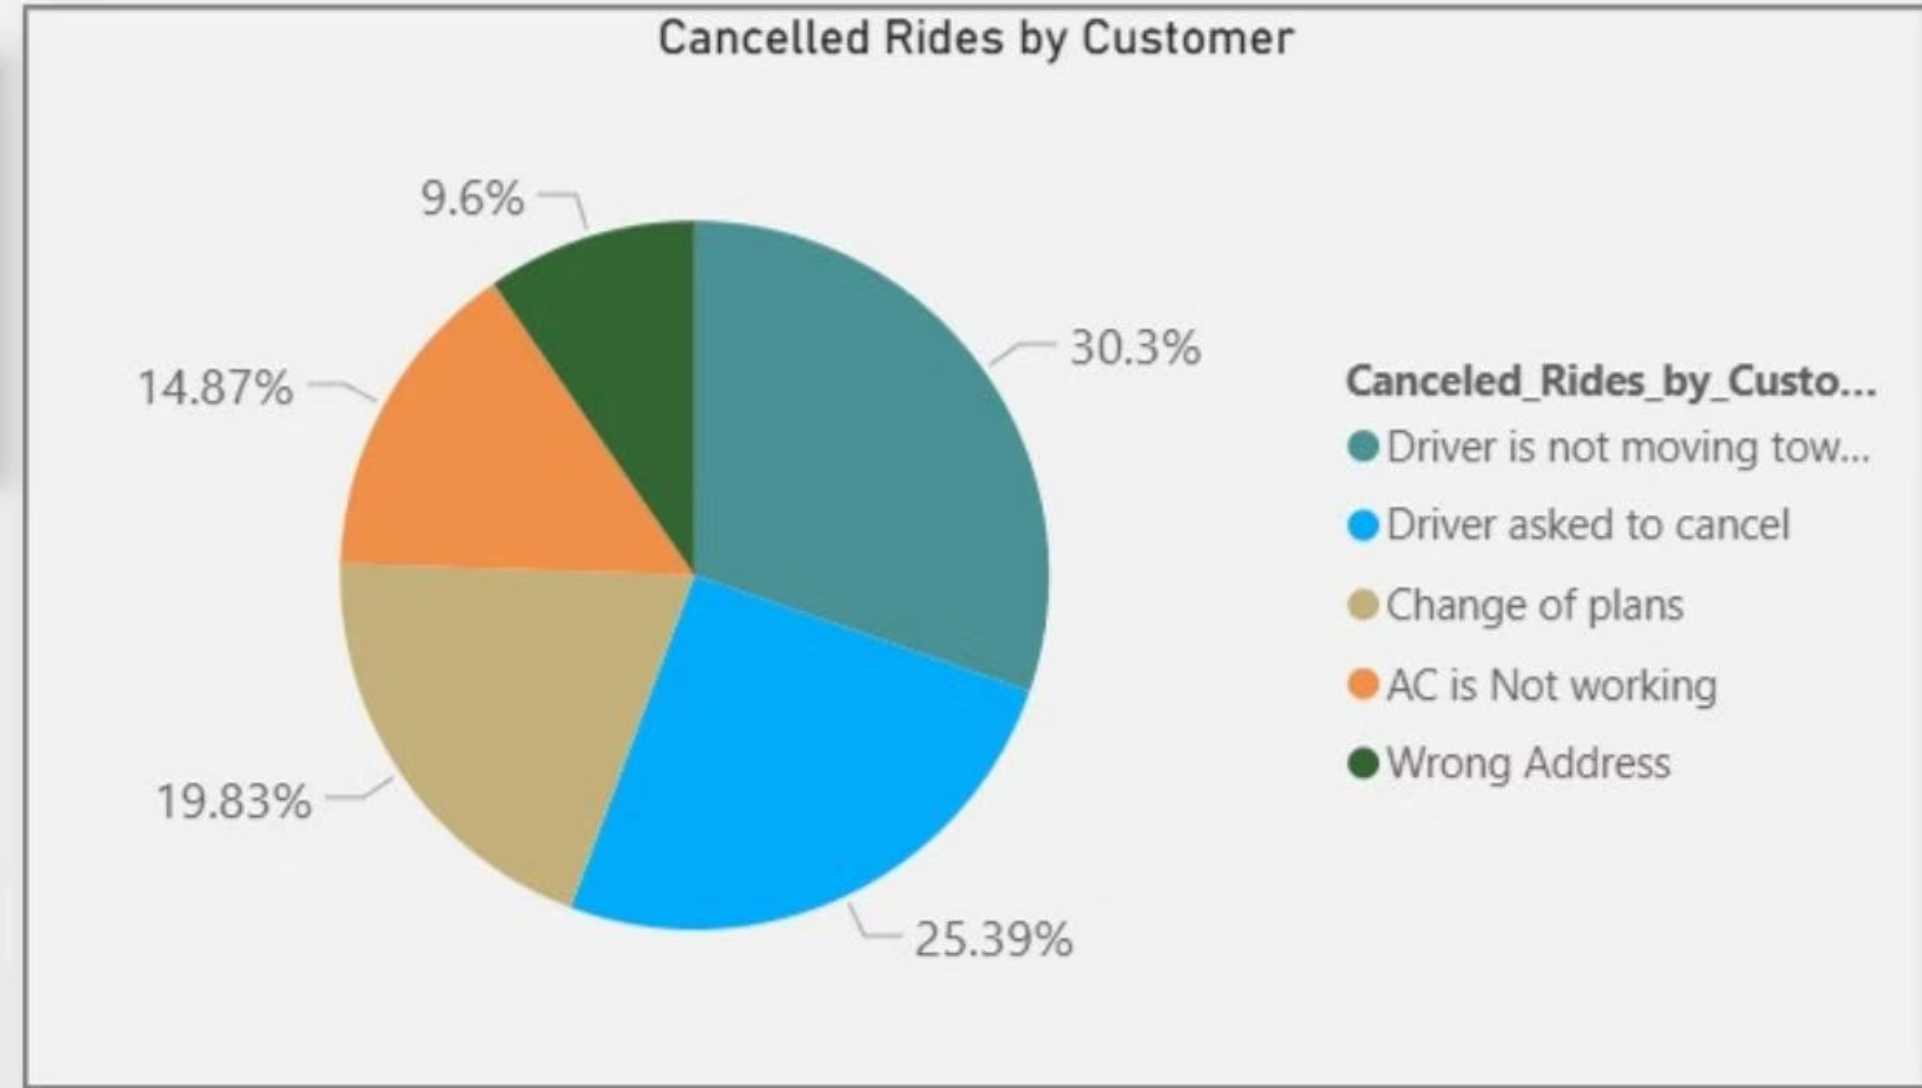 Cancelled Rides by Customer
9.6%
30.3%
14.87%
19.83%
25.39%
Canceled_Rides_by_Custo...
Driver is not moving tow...
Driver asked to cancel
Change of plans
AC is Not working
Wrong Address